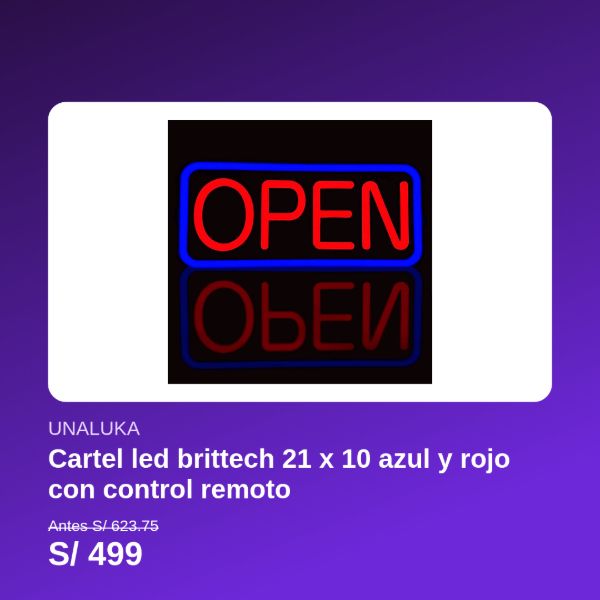 OPEN
UNALUKA
Cartel led brittech 21 x 10 azul y rojo
con control remoto
Antes S/ 623.75
S/ 499